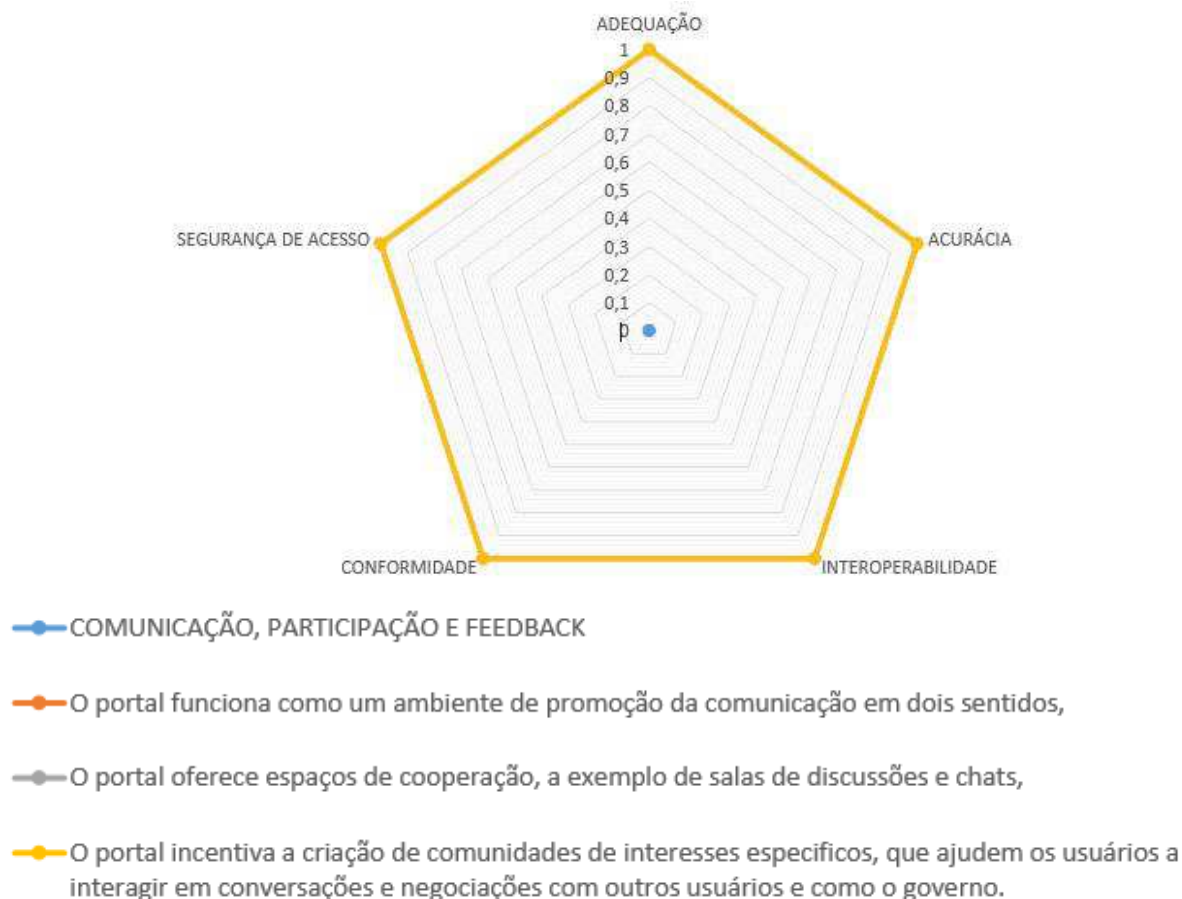 ADEQUAÇÃO
1
0,9
0,8
0,7
0,6
0,5
0,4
0,3
0,2
0,1
0
SEGURANÇA DE ACESSO
ACURÁCIA
CONFORMIDADE
INTEROPERABILIDADE
COMUNICAÇÃO, PARTICIPAÇÃO E FEEDBACK
O portal funciona como um ambiente de promoção da comunicação em dois sentidos,
O portal oferece espaços de cooperação, a exemplo de salas de discussões e chats,
O portal incentiva a criação de comunidades de interesses especificos, que ajudem os usuários a
interagir em conversações e negociações com outros usuários e como o governo.